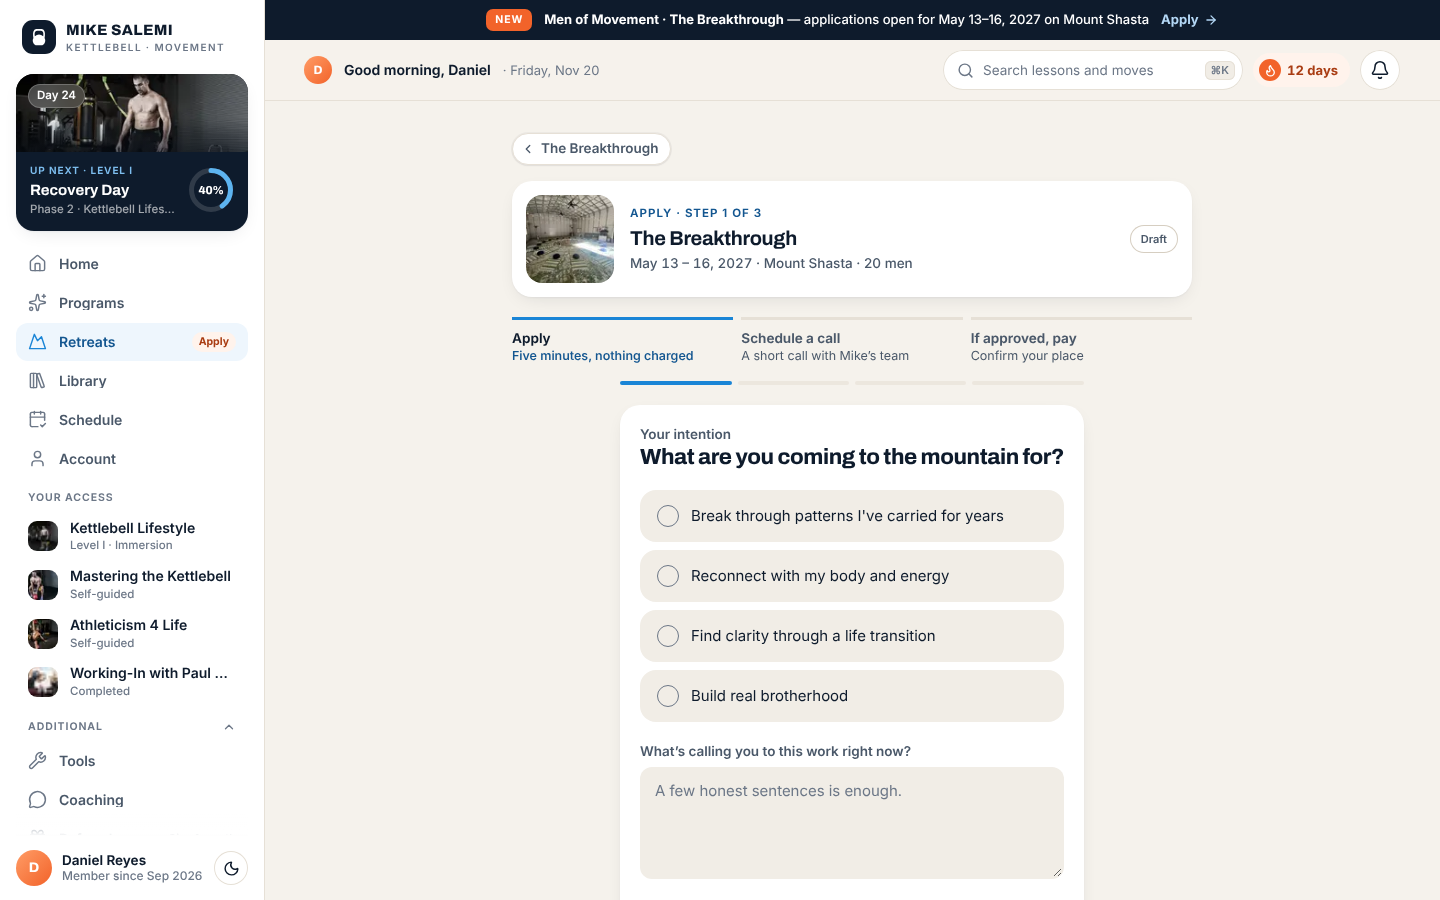 MIKE SALEMI
KETTLEBELL · MOVEMENT
Day 24
UP NEXT · LEVEL I
Recovery Day
Phase 2 · Kettlebell Lifes...
40%
Home
Programs
Retreats
Apply
Library
Schedule
Account
YOUR ACCESS
Kettlebell Lifestyle
Level I · Immersion
Mastering the Kettlebell
Self-guided
Athleticism 4 Life
Self-guided
Working-In with Paul ...
Completed
ADDITIONAL
Tools
Coaching
D
Daniel Reyes
Member since Sep 2026
NEW Men of Movement · The Breakthrough — applications open for May 13–16, 2027 on Mount Shasta Apply →
D
Good morning, Daniel · Friday, Nov 20
Search lessons and moves ⌘K
12 days
The Breakthrough
APPLY · STEP 1 OF 3
The Breakthrough
May 13 – 16, 2027 · Mount Shasta · 20 men
Draft
Apply
Five minutes, nothing charged
Schedule a call
A short call with Mike’s team
If approved, pay
Confirm your place
Your intention
What are you coming to the mountain for?
Break through patterns I've carried for years
Reconnect with my body and energy
Find clarity through a life transition
Build real brotherhood
What’s calling you to this work right now?
A few honest sentences is enough.